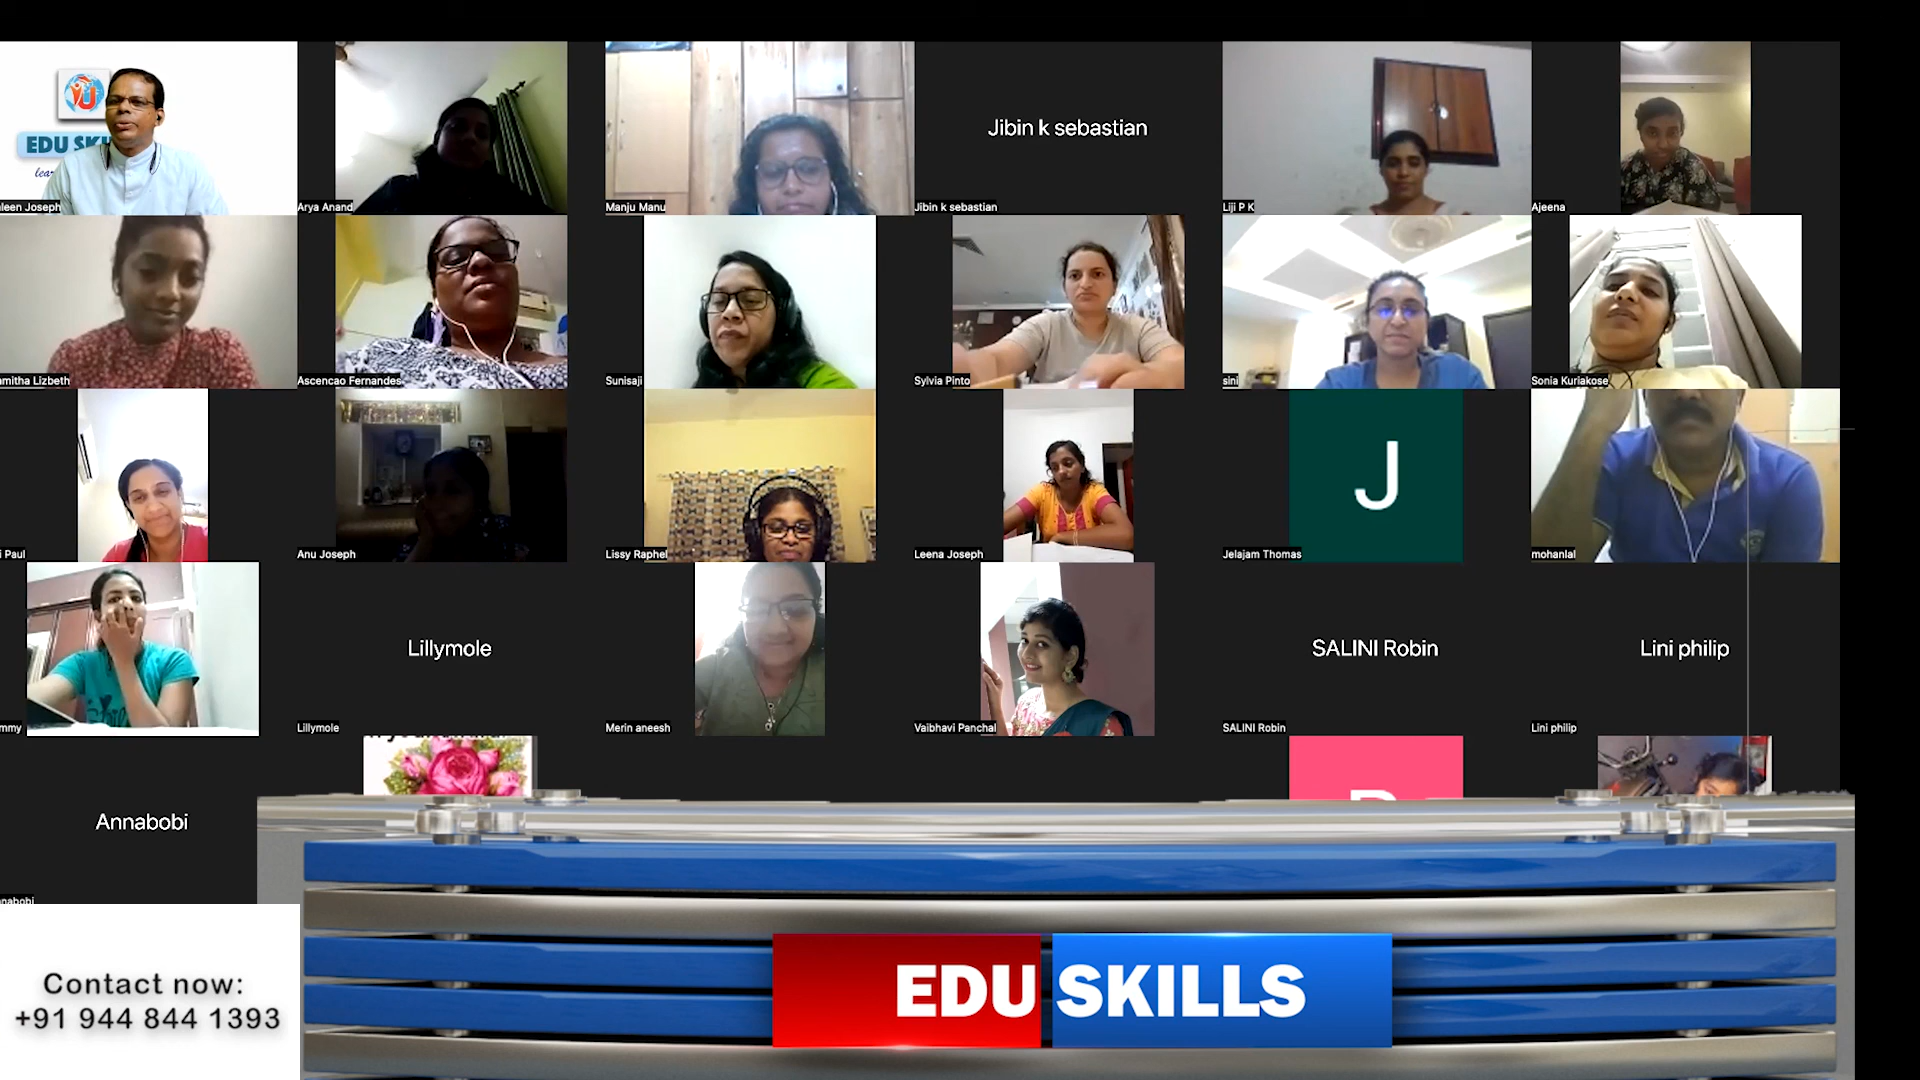 EDU SKI
lear
leen Joseph
Arya Anand
Manju Manu
Jibin k sebastian
Jibin k sebastian
Liji P K
Ajeena
mitha Lizbeth
Ascencao Fernandes
Sunisaji
Sylvia Pinto
sini
Sonia Kuriakose
i Paul
Anu Joseph
Lissy Raphel
Leena Joseph
J
Jelajam Thomas
mohanlal
mmy
Lillymole
Lillymole
Merin aneesh
Vaibhavi Panchal
SALINI Robin
SALINI Robin
Lini philip
Lini philip
Annabobi
nabobi
Contact now:
+91 944 844 1393
EDU SKILLS